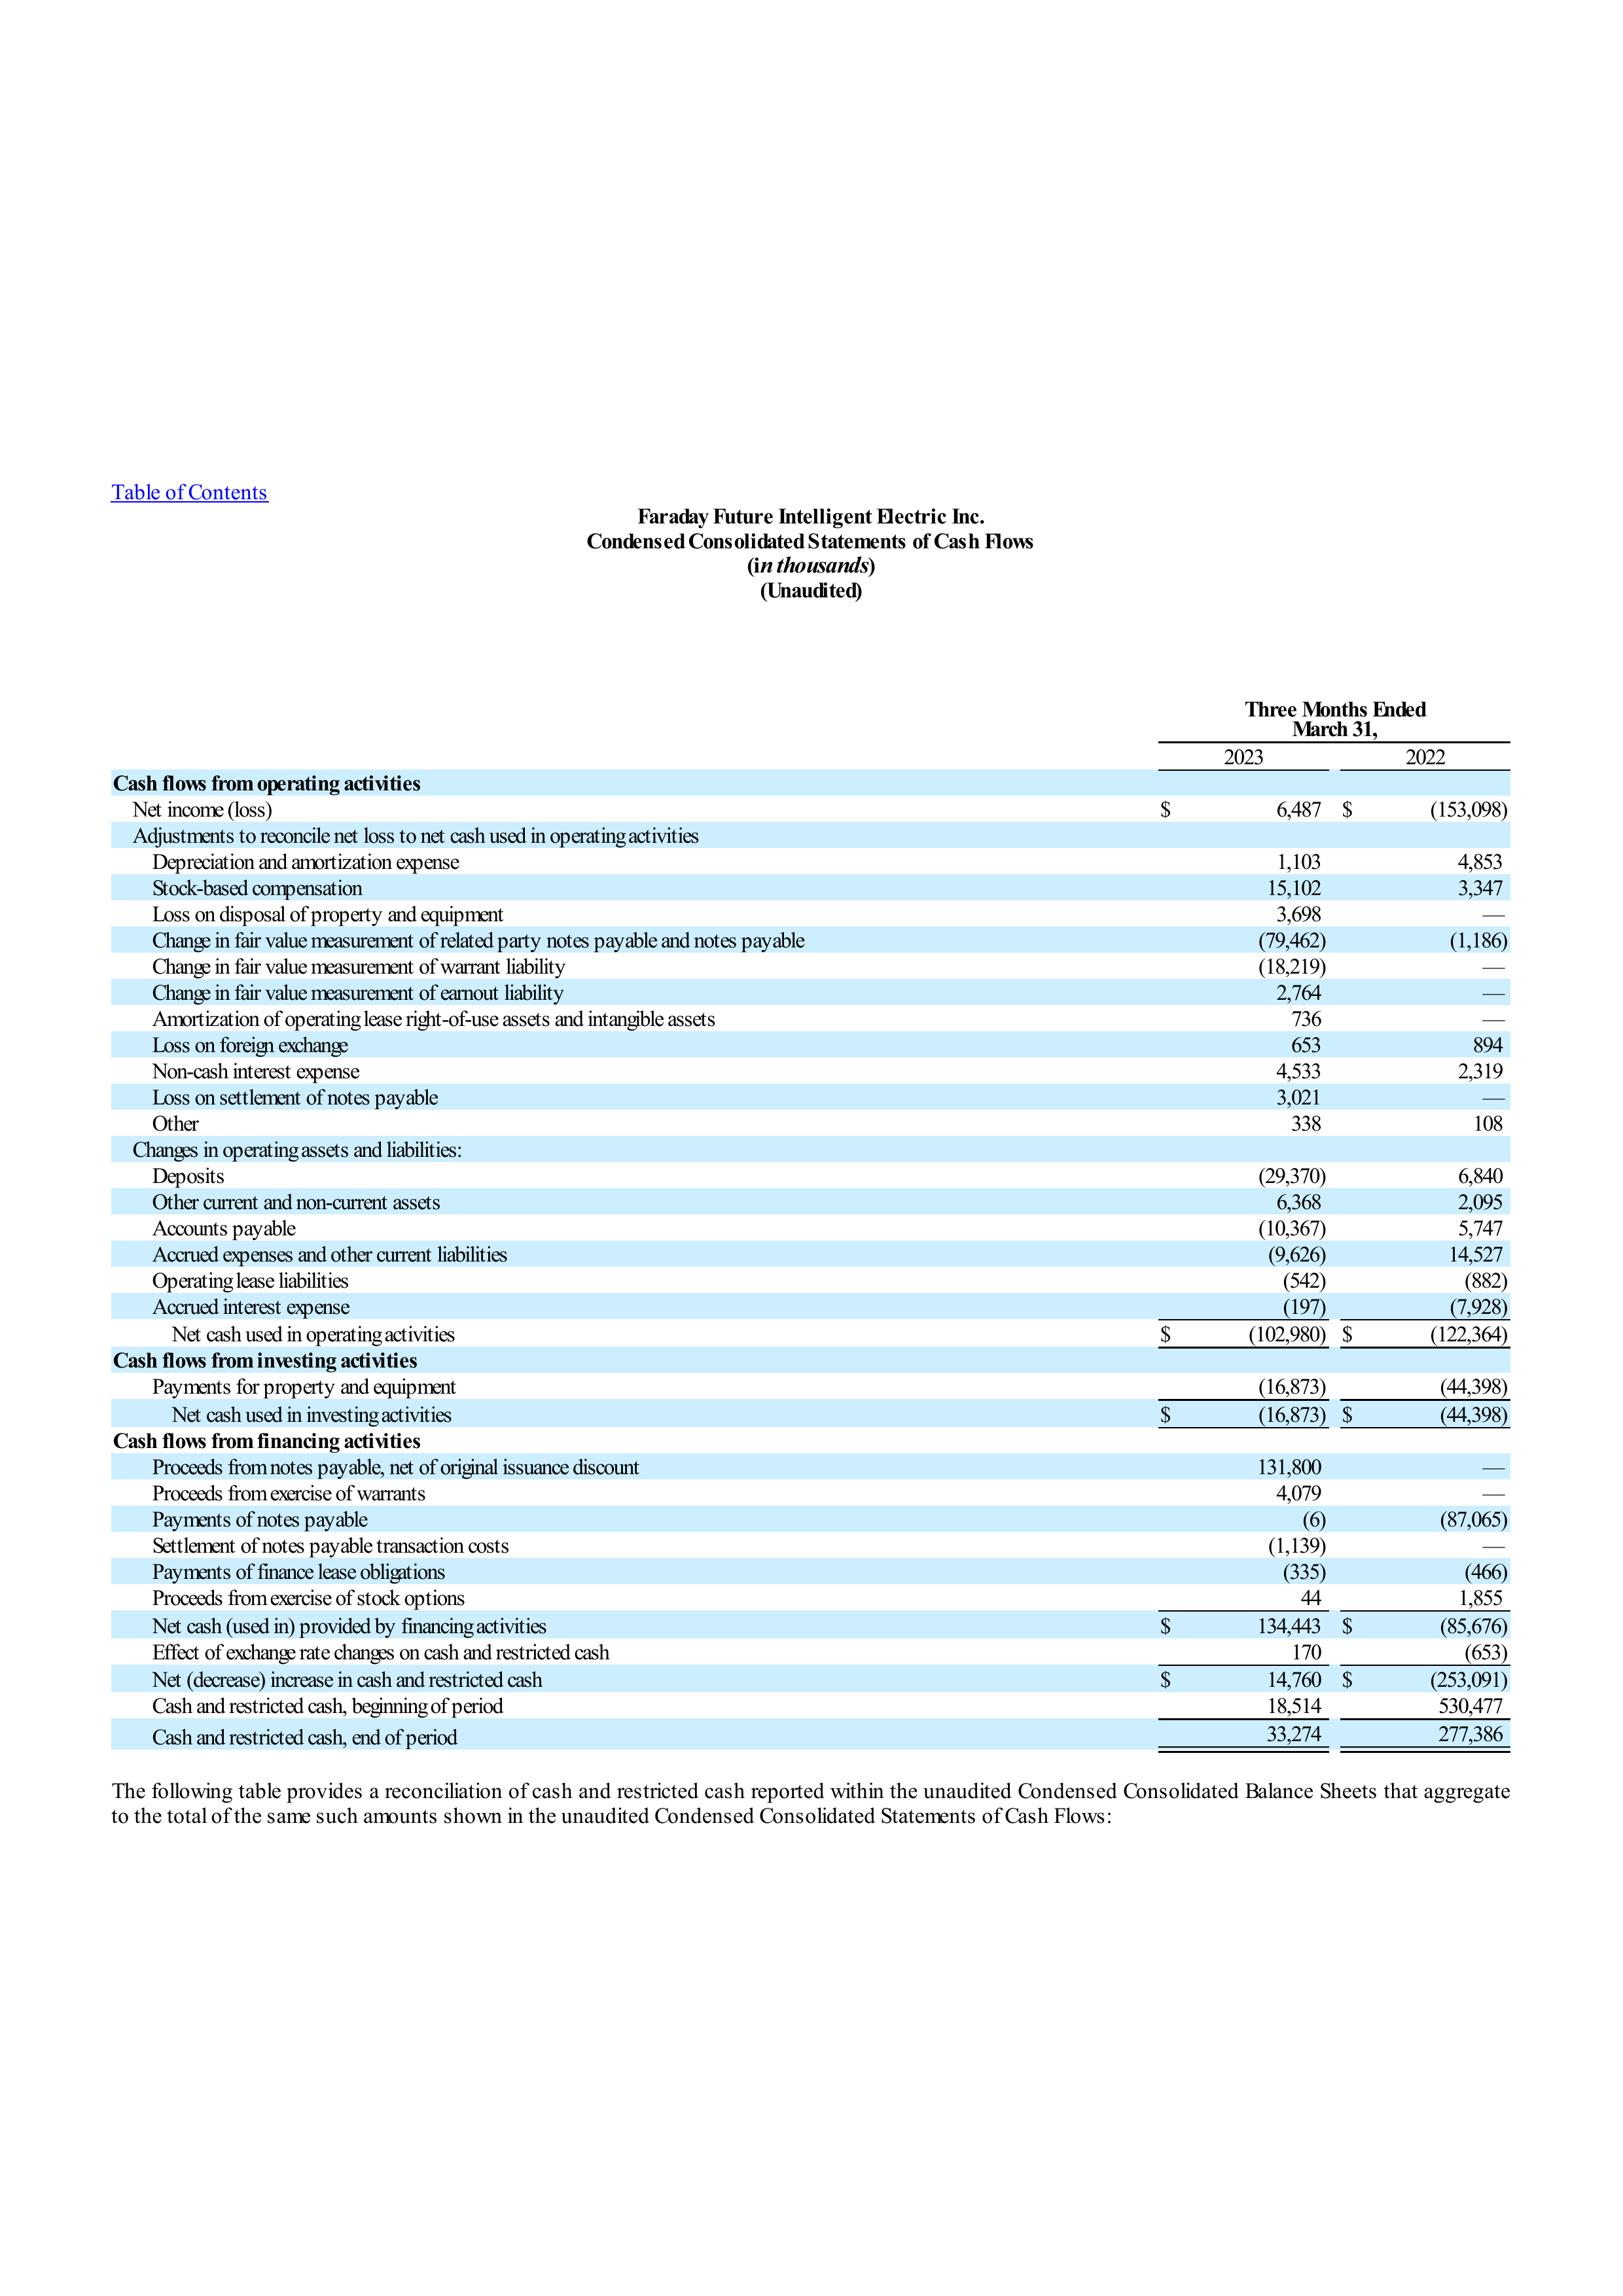 Table of Contents
Faraday Future Intelligent Electric Inc.
Condensed Consolidated Statements of Cash Flows
(in thousands)
(Unaudited)
Three Months Ended
March 31,
2023 2022
Cash flows from operating activities
Net income (loss) $ 6,487 $ (153,098)
Adjustments to reconcile net loss to net cash used in operating activities
Depreciation and amortization expense 1,103 4,853
Stock-based compensation 15,102 3,347
Loss on disposal of property and equipment 3,698 —
Change in fair value measurement of related party notes payable and notes payable (79,462) (1,186)
Change in fair value measurement of warrant liability (18,219) —
Change in fair value measurement of earnout liability 2,764 —
Amortization of operating lease right-of-use assets and intangible assets 736 —
Loss on foreign exchange 653 894
Non-cash interest expense 4,533 2,319
Loss on settlement of notes payable 3,021 —
Other 338 108
Changes in operating assets and liabilities:
Deposits (29,370) 6,840
Other current and non-current assets 6,368 2,095
Accounts payable (10,367) 5,747
Accrued expenses and other current liabilities (9,626) 14,527
Operating lease liabilities (542) (882)
Accrued interest expense (197) (7,928)
Net cash used in operating activities $ (102,980) $ (122,364)
Cash flows from investing activities
Payments for property and equipment (16,873) (44,398)
Net cash used in investing activities $ (16,873) $ (44,398)
Cash flows from financing activities
Proceeds from notes payable, net of original issuance discount 131,800 —
Proceeds from exercise of warrants 4,079 —
Payments of notes payable (6) (87,065)
Settlement of notes payable transaction costs (1,139) —
Payments of finance lease obligations (335) (466)
Proceeds from exercise of stock options 44 1,855
Net cash (used in) provided by financing activities $ 134,443 $ (85,676)
Effect of exchange rate changes on cash and restricted cash 170 (653)
Net (decrease) increase in cash and restricted cash $ 14,760 $ (253,091)
Cash and restricted cash, beginning of period 18,514 530,477
Cash and restricted cash, end of period 33,274 277,386
The following table provides a reconciliation of cash and restricted cash reported within the unaudited Condensed Consolidated Balance Sheets that aggregate
to the total of the same such amounts shown in the unaudited Condensed Consolidated Statements of Cash Flows: